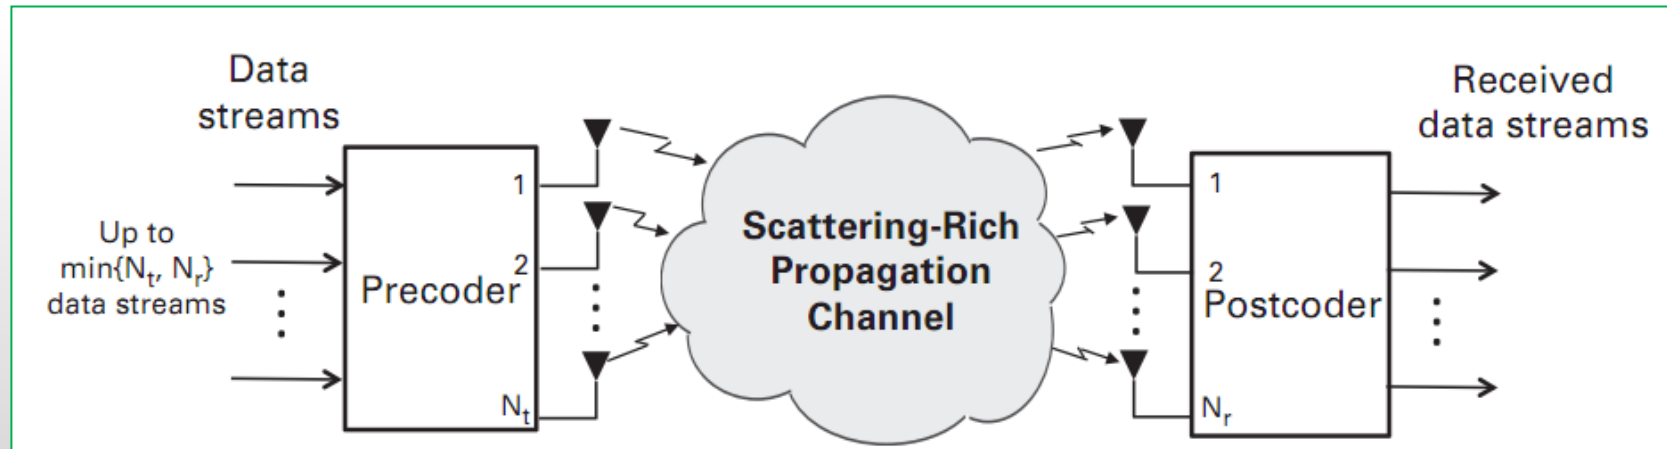 Data
streams
Up to
min{Nt, Nr}
data streams
Precoder
1
2
Nt
Scattering-Rich
Propagation
Channel
1
2
Nr
Postcoder
Received
data streams